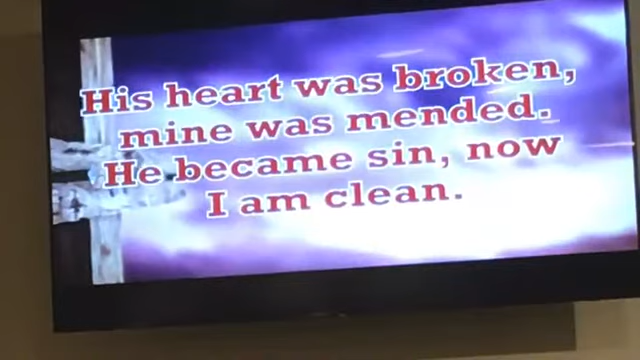 His heart was broken,
mine was mended.
He became sin, now
I am clean.